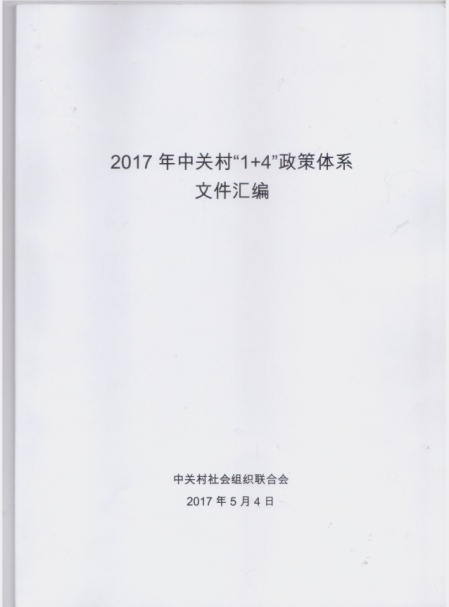 2017 年中关村“1+4”政策体系
文件汇编
中关村社会组织联合会
2017 年 5 月 4 日